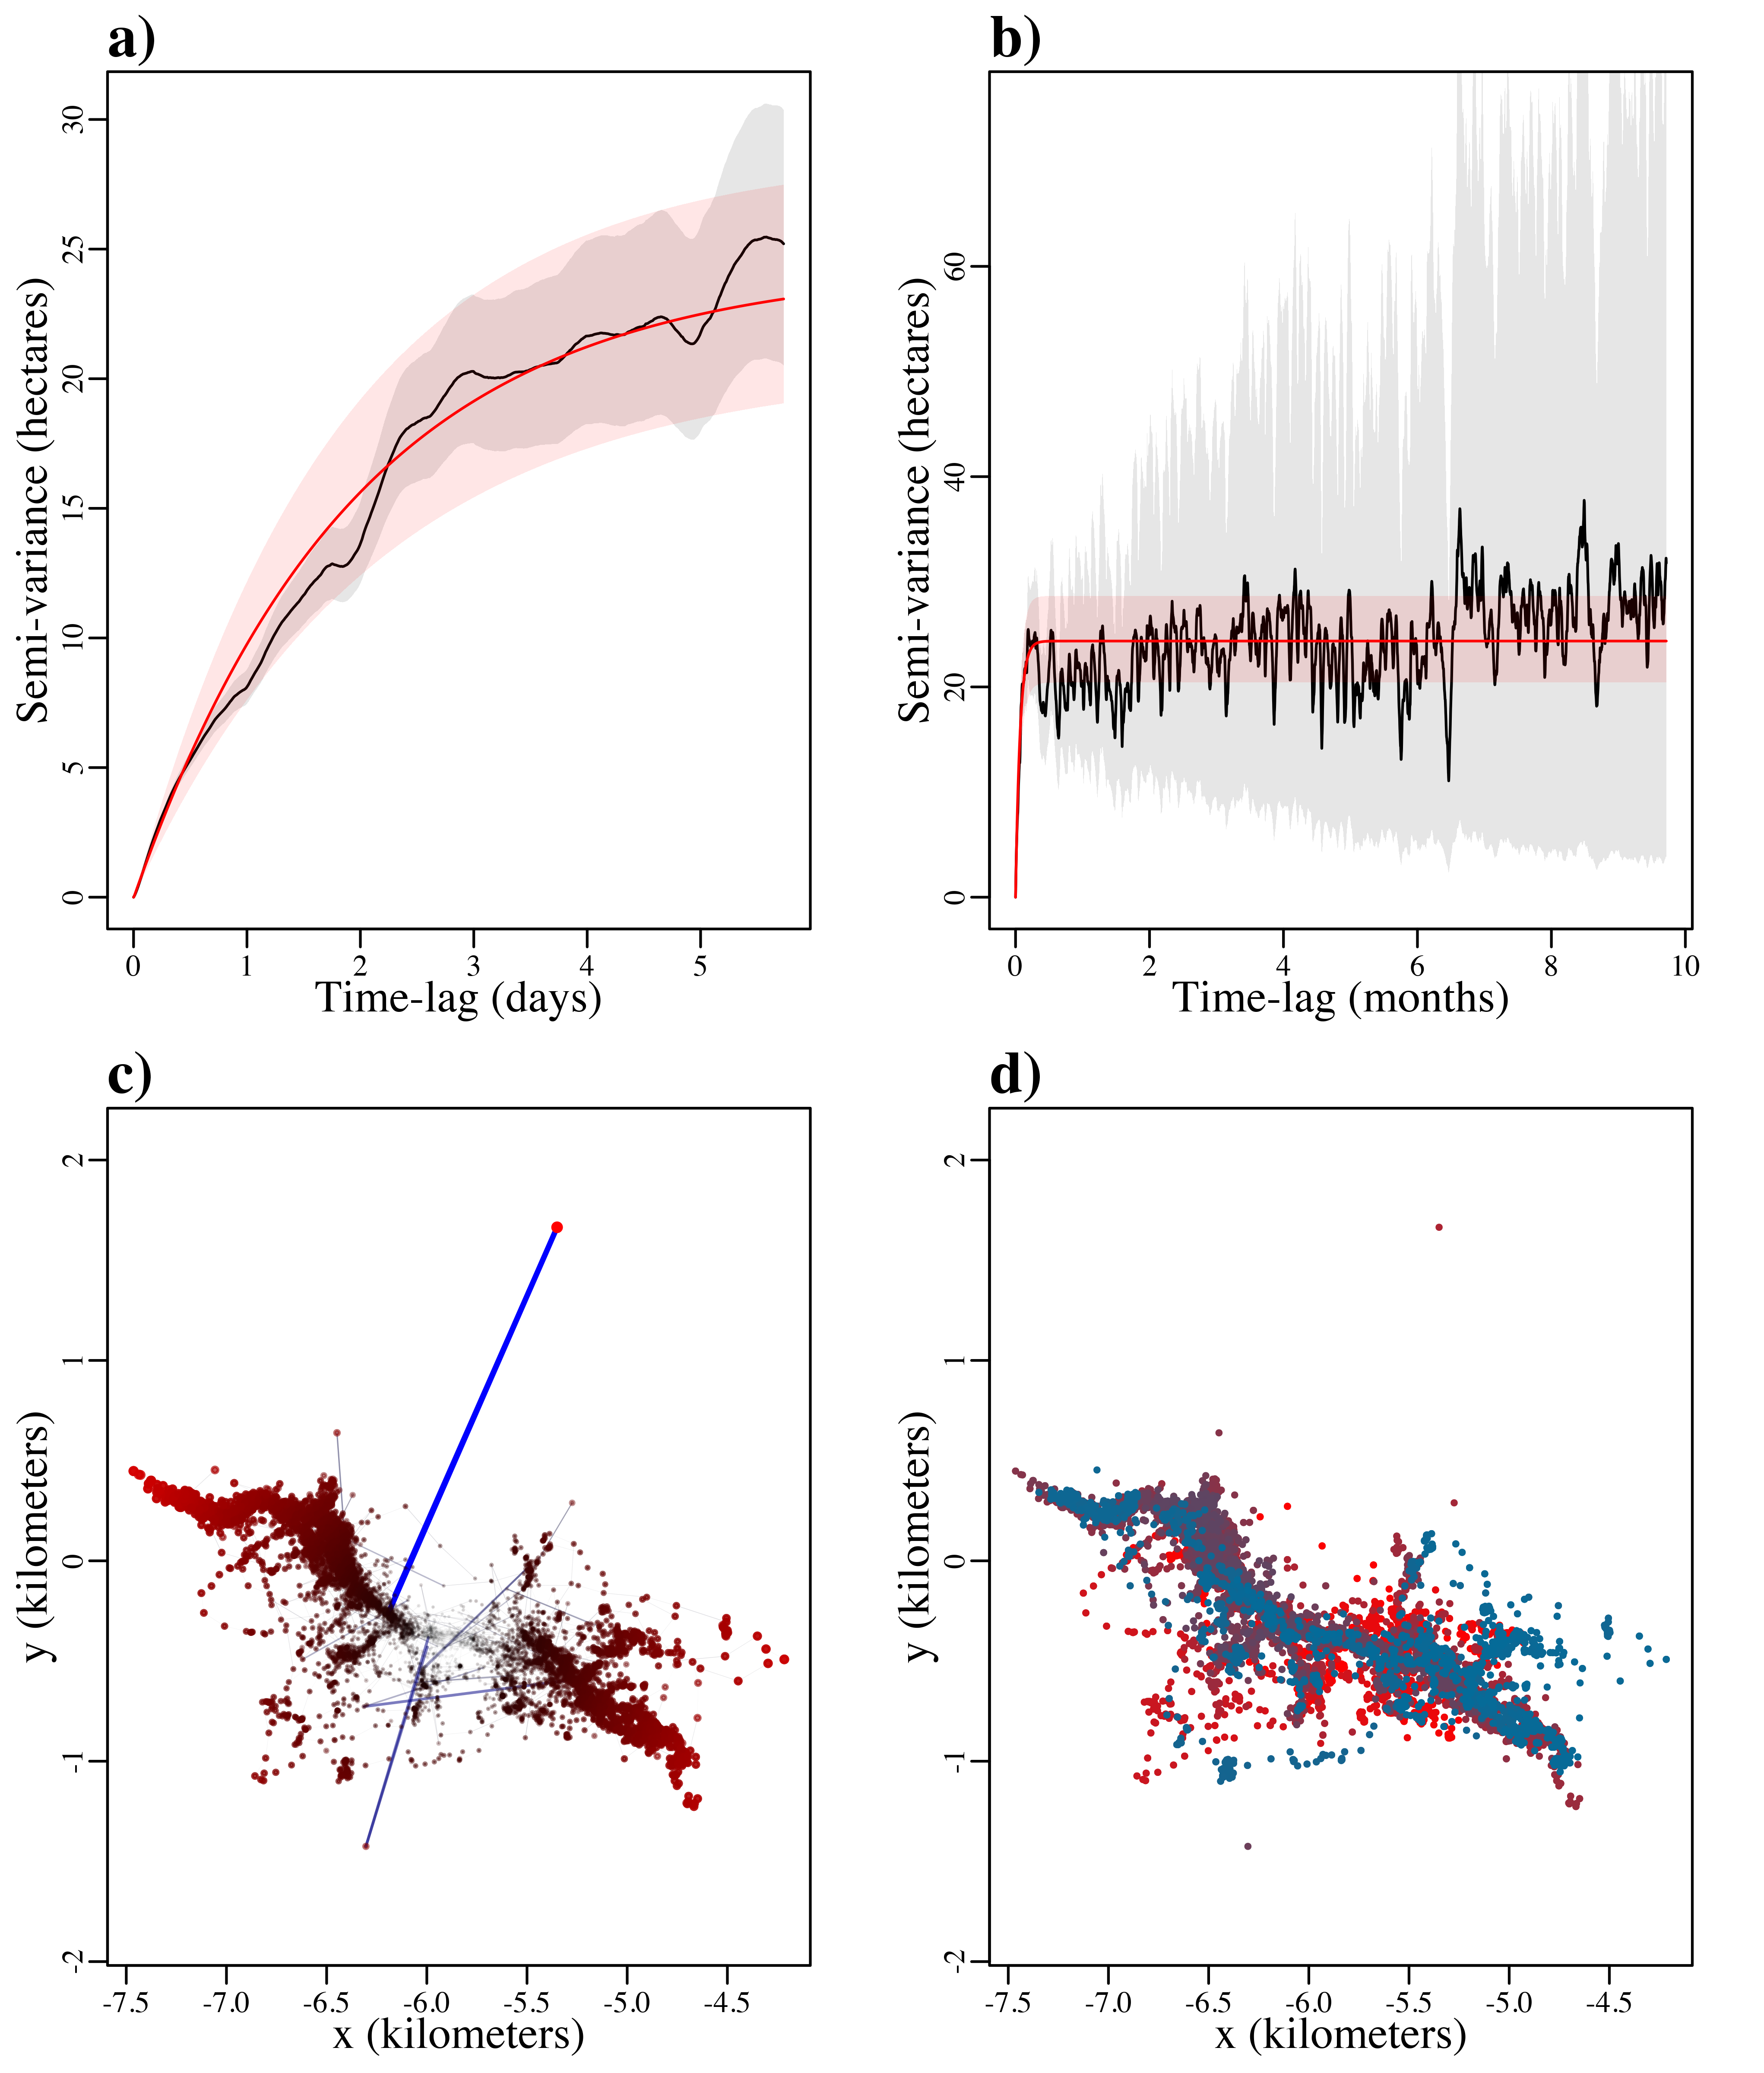 a)
Semi-variance (hectares)
30
25
20
15
10
5
0
0 1 2 3 4 5
Time-lag (days)
b)
Semi-variance (hectares)
60
40
20
0
0 2 4 6 8 10
Time-lag (months)
c)
y (kilometers)
2
1
0
-1
-2
-7.5 -7.0 -6.5 -6.0 -5.5 -5.0 -4.5
x (kilometers)
d)
y (kilometers)
2
1
0
-1
-2
-7.5 -7.0 -6.5 -6.0 -5.5 -5.0 -4.5
x (kilometers)